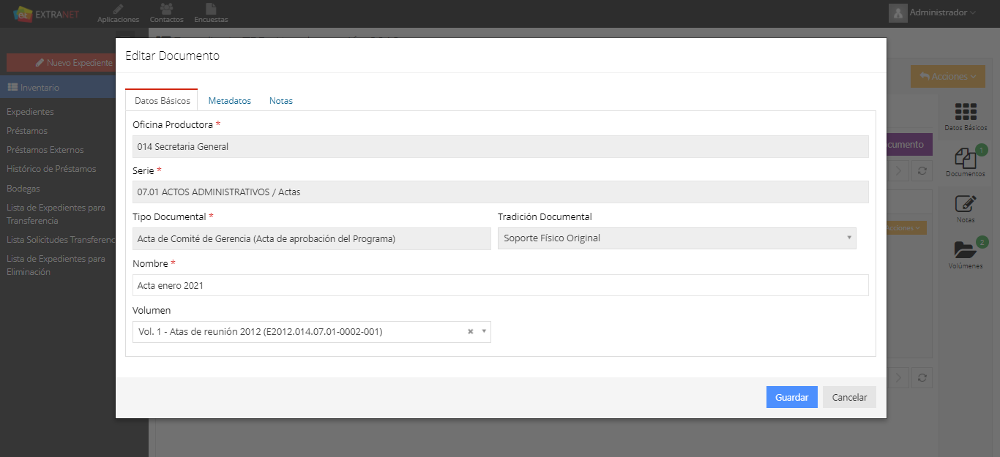 EXTRANET
Aplicaciones
Contactos
Encuestas
Administrador
Nuevo Expediente
Inventario
Expedientes
Préstamos
Préstamos Externos
Histórico de Préstamos
Bodegas
Lista de Expedientes para
Transferencia
Lista Solicitudes Transferenc
Lista de Expedientes para
Eliminación
Editar Documento
Datos Básicos
Metadatos
Notas
Oficina Productora *
014 Secretaria General
Serie *
07.01 ACTOS ADMINISTRATIVOS / Actas
Tipo Documental *
Tradición Documental
Acta de Comité de Gerencia (Acta de aprobación del Programa)
Soporte Físico Original
Nombre *
Acta enero 2021
Volumen
Vol. 1 - Atas de reunión 2012 (E2012.014.07.01-0002-001)
Guardar
Cancelar
Acciones
cumento
Acciones
Datos Básicos
1
Documentos
Notas
2
Volúmenes